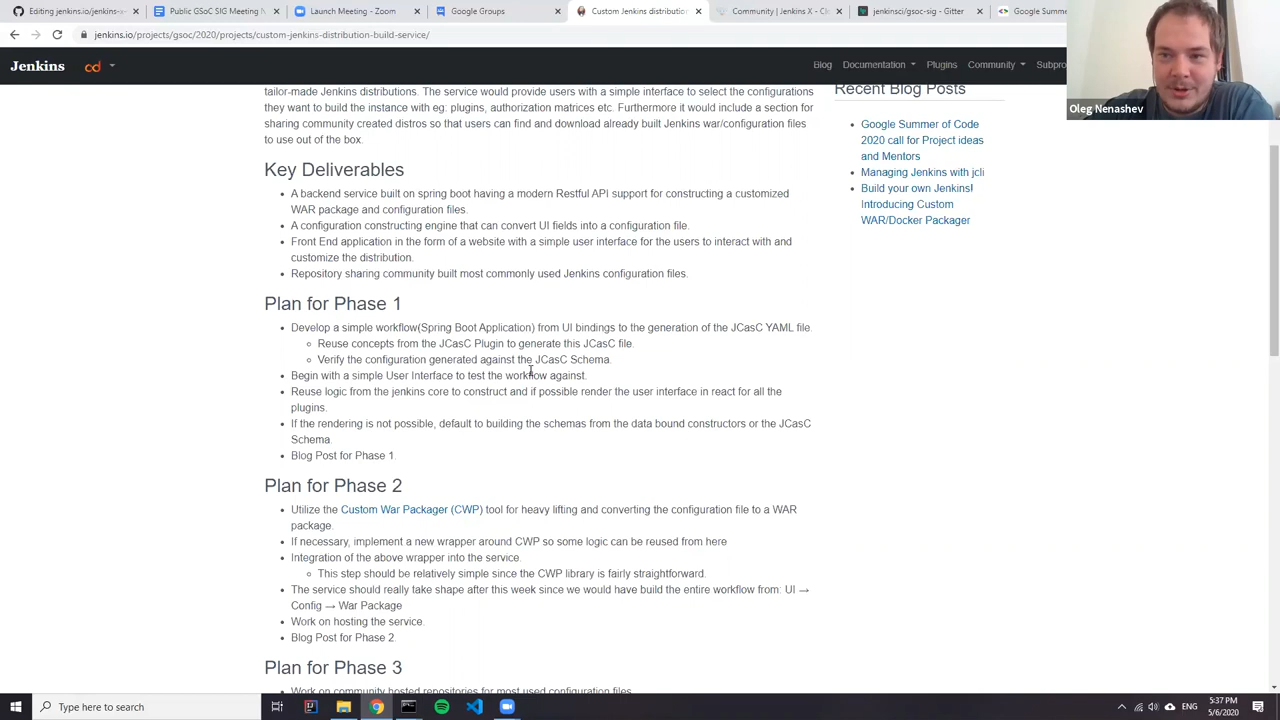 Editing jenkins.io/jenkins-x-
Public GSoC SIG Meeting N
Launch Meeting - Zoom
Google Groups
Custom Jenkins distributio
Community | Jenkins X - Cl
jenkinsci/gsoc-sig - Gitter
Google Summe
jenkins.io/projects/gsoc/2020/projects/custom-jenkins-distribution-build-service/
Jenkins
cd
Blog
Documentation
Plugins
Community
Subpro
Oleg Nenashev
tailor-made Jenkins distributions. The service would provide users with a simple interface to select the configurations
they want to build the instance with eg: plugins, authorization matrices etc. Furthermore it would include a section for
sharing community created distros so that users can find and download already built Jenkins war/configuration files
to use out of the box.
Key Deliverables
A backend service built on spring boot having a modern Restful API support for constructing a customized
WAR package and configuration files.
A configuration constructing engine that can convert UI fields into a configuration file.
Front End application in the form of a website with a simple user interface for the users to interact with and
customize the distribution.
Repository sharing community built most commonly used Jenkins configuration files.
Plan for Phase 1
Develop a simple workflow(Spring Boot Application) from UI bindings to the generation of the JCasC YAML file.
Reuse concepts from the JCasC Plugin to generate this JCasC file.
Verify the configuration generated against the JCasC Schema.
Begin with a simple User Interface to test the workflow against.
Reuse logic from the jenkins core to construct and if possible render the user interface in react for all the
plugins.
If the rendering is not possible, default to building the schemas from the data bound constructors or the JCasC
Schema.
Blog Post for Phase 1.
Plan for Phase 2
Utilize the Custom War Packager (CWP) tool for heavy lifting and converting the configuration file to a WAR
package.
If necessary, implement a new wrapper around CWP so some logic can be reused from here
Integration of the above wrapper into the service.
This step should be relatively simple since the CWP library is fairly straightforward.
The service should really take shape after this week since we would have build the entire workflow from: UI →
Config → War Package
Work on hosting the service.
Blog Post for Phase 2.
Plan for Phase 3
Work on community hosted repositories for most used configuration files
Recent Blog Posts
Google Summer of Code
2020 call for Project ideas
and Mentors
Managing Jenkins with jcli
Build your own Jenkins!
Introducing Custom
WAR/Docker Packager
Type here to search
ENG
5:37 PM
5/6/2020